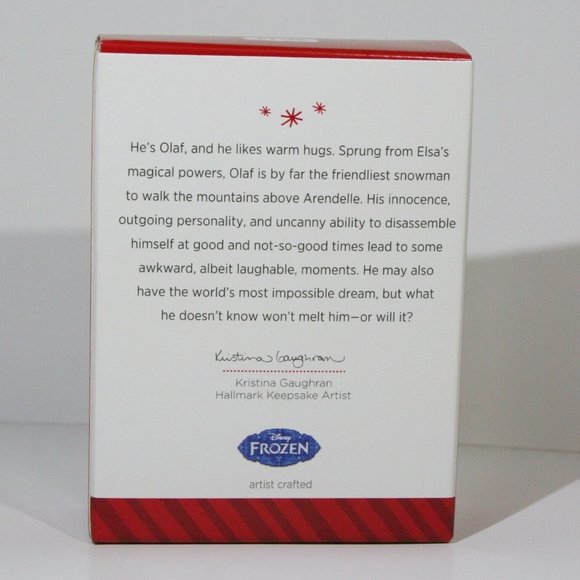 He's Olaf, and he likes warm hugs. Sprung from Elsa's
magical powers, Olaf is by far the friendliest snowman
to walk the mountains above Arendelle. His innocence,
outgoing personality, and uncanny ability to disassemble
himself at good and not-so-good times lead to some
awkward, albeit laughable, moments. He may also
have the world's most impossible dream, but what
he doesn't know won't melt him—or will it?
Kristina Gaughran
Kristina Gaughran
Hallmark Keepsake Artist
Disney
FROZEN
artist crafted